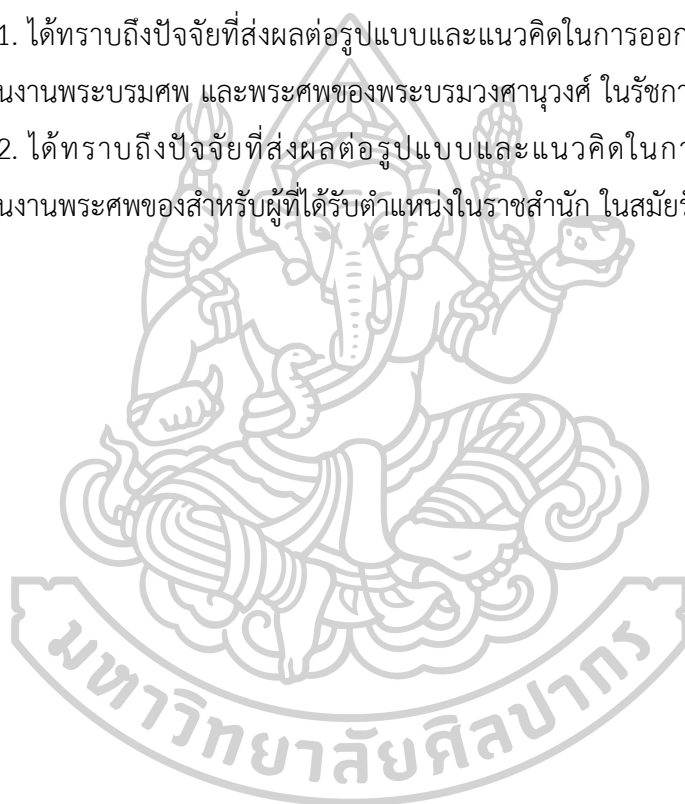 1. ได้ทราบถึงปัจจัยที่ส่งผลต่อรูปแบบและแนวคิดในการออก
นงานพระบรมศพ และพระศพของพระบรมวงศานุวงศ์ ในรัชกา
2. ได้ทราบถึงปัจจัยที่ส่งผลต่อรูปแบบและแนวคิดในกา
นงานพระศพของสำหรับผู้ที่ได้รับตำแหน่งในราชสำนัก ในสมัยรั
มหาวิทยาลัยศิลปากร